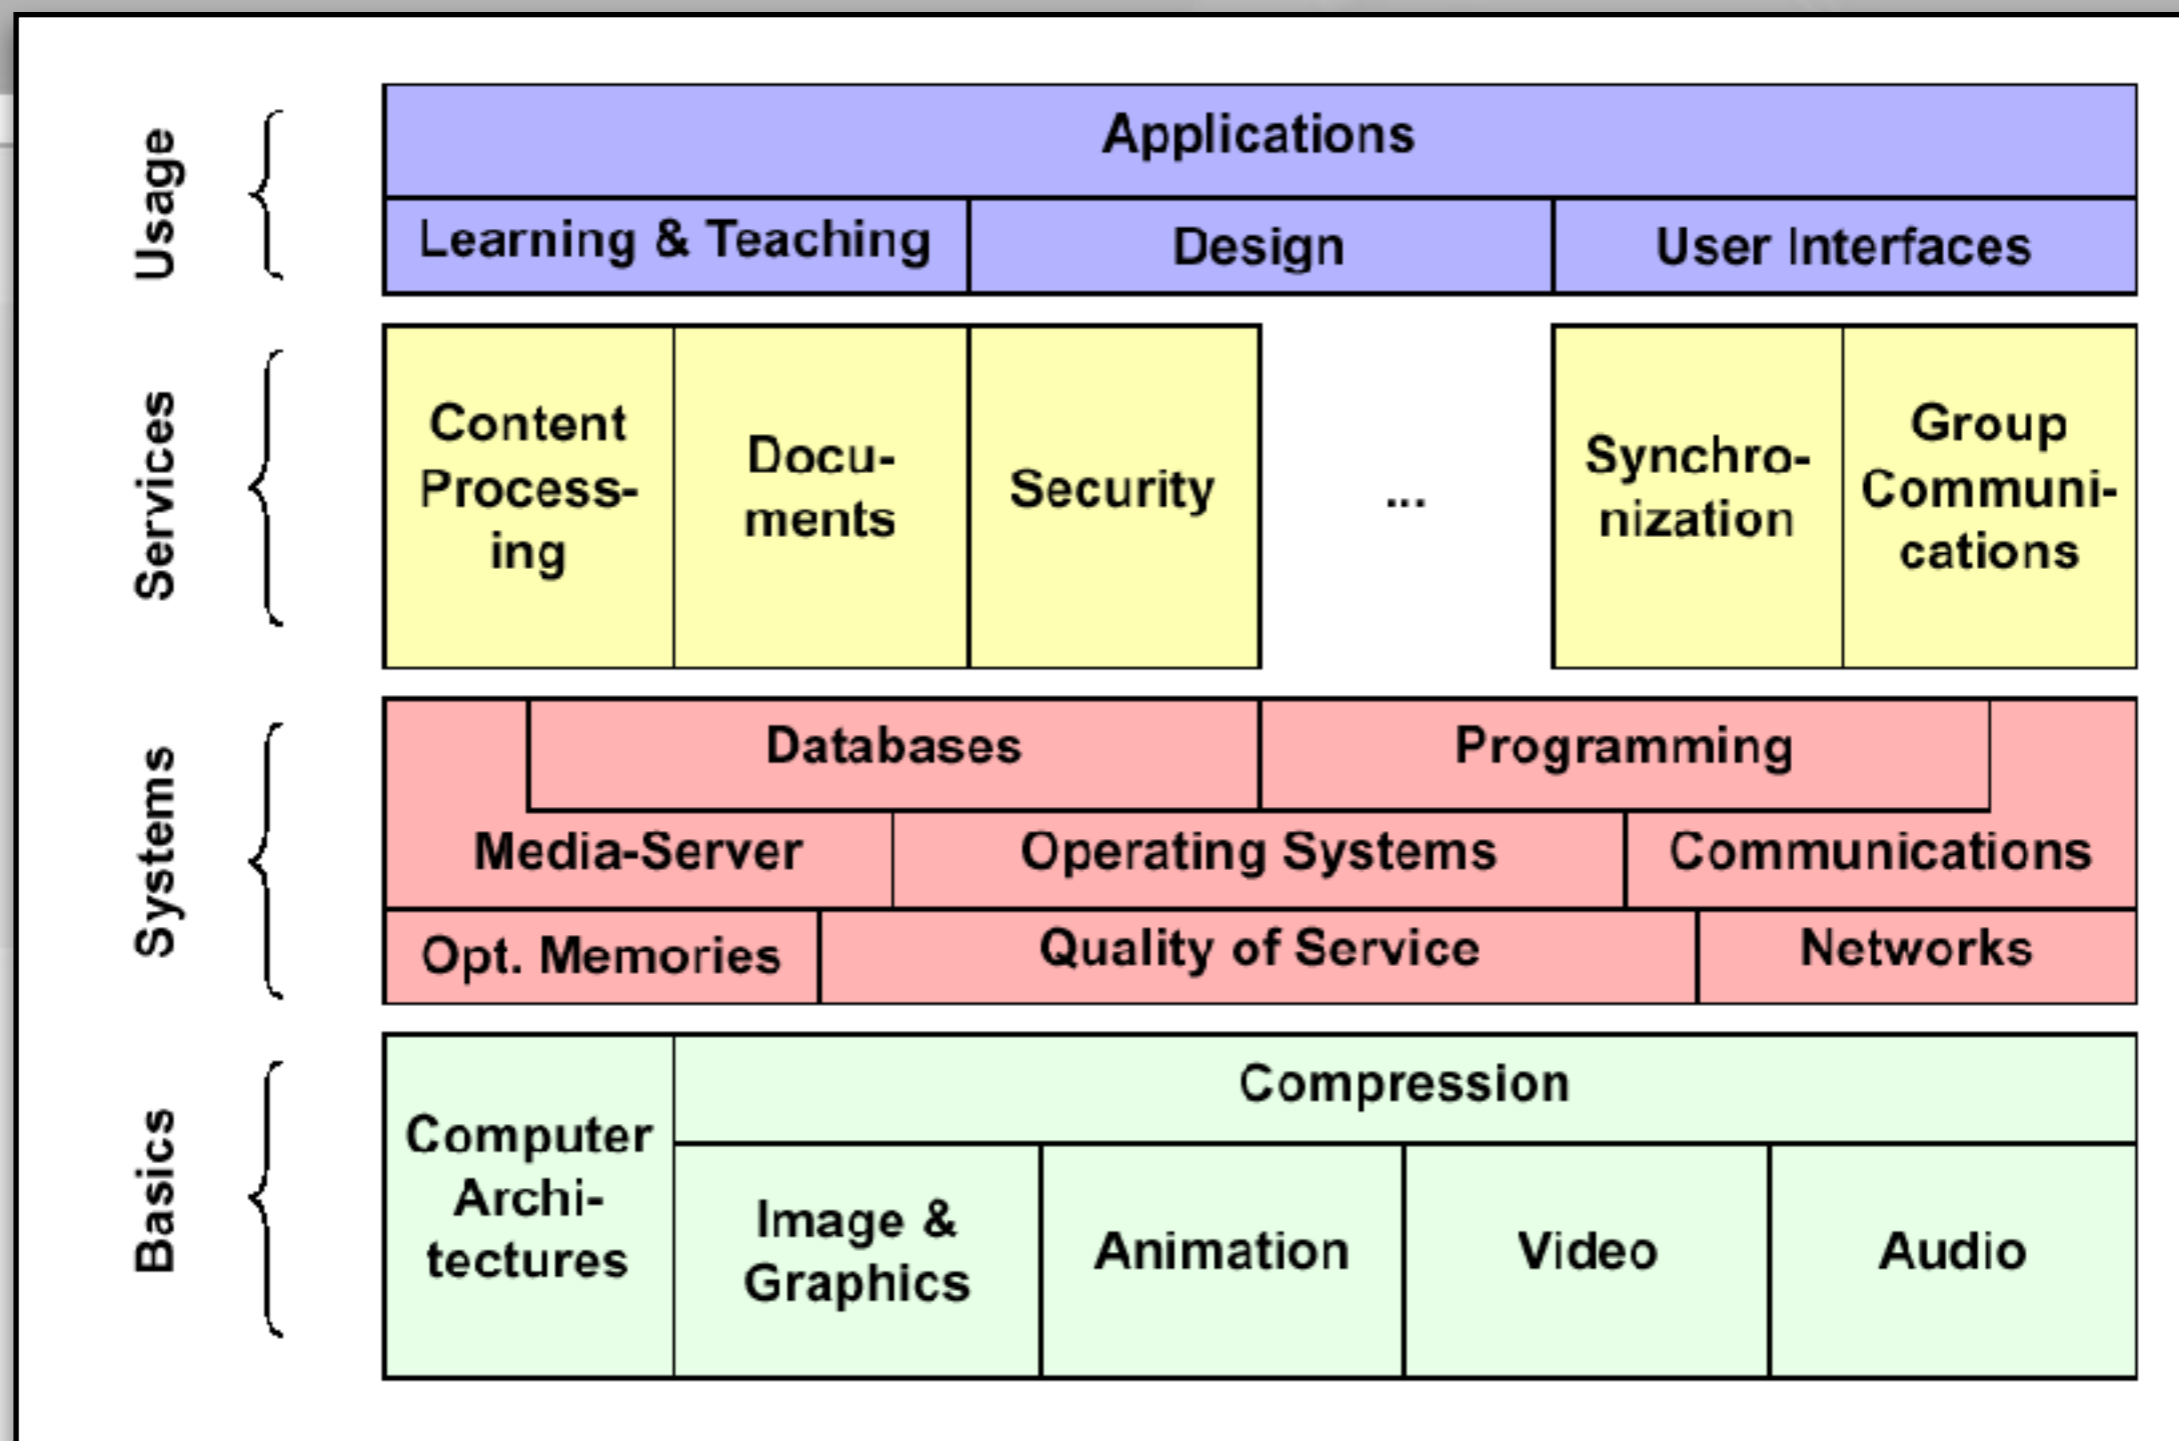 Usage
Applications
Learning & Teaching
Design
User Interfaces
Services
Content
Process-
ing
Docu-
ments
Security
...
Synchro-
nization
Group
Communi-
cations
Systems
Databases
Programming
Media-Server
Operating Systems
Communications
Opt. Memories
Quality of Service
Networks
Basics
Computer
Archi-
tectures
Compression
Image &
Graphics
Animation
Video
Audio